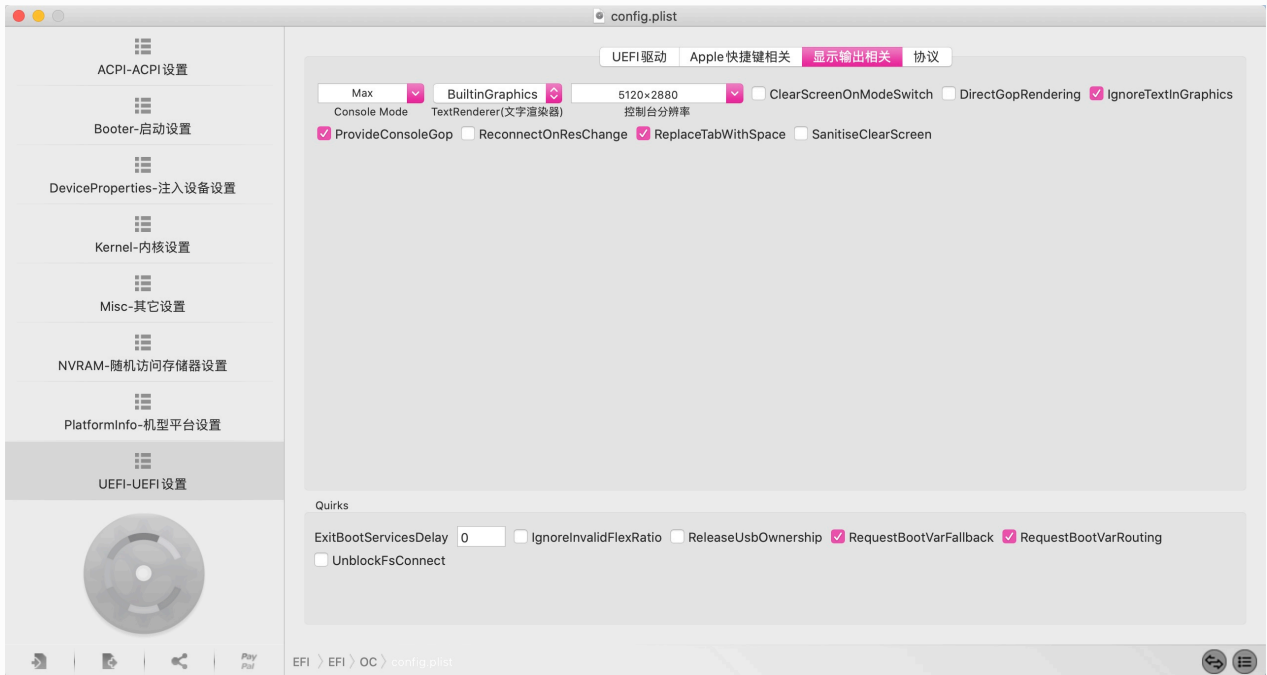 config.plist
ACPI-ACPI设置
Booter-启动设置
DeviceProperties-注入设备设置
Kernel-内核设置
Misc-其它设置
NVRAM-随机访问存储器设置
PlatformInfo-机型平台设置
UEFI-UEFI设置
Pay
Pal
UEFI驱动 Apple快捷键相关 显示输出相关 协议
Max BuiltinGraphics 5120×2880 ClearScreenOnModeSwitch DirectGopRendering IgnoreTextInGraphics
Console Mode TextRenderer(文字渲染器) 控制台分辨率
ProvideConsoleGop ReconnectOnResChange ReplaceTabWithSpace SanitiseClearScreen
Quirks
ExitBootServicesDelay 0 IgnoreInvalidFlexRatio ReleaseUsbOwnership RequestBootVarFallback RequestBootVarRouting
UnblockFsConnect
EFI 〉 EFI 〉 OC 〉 config.plist